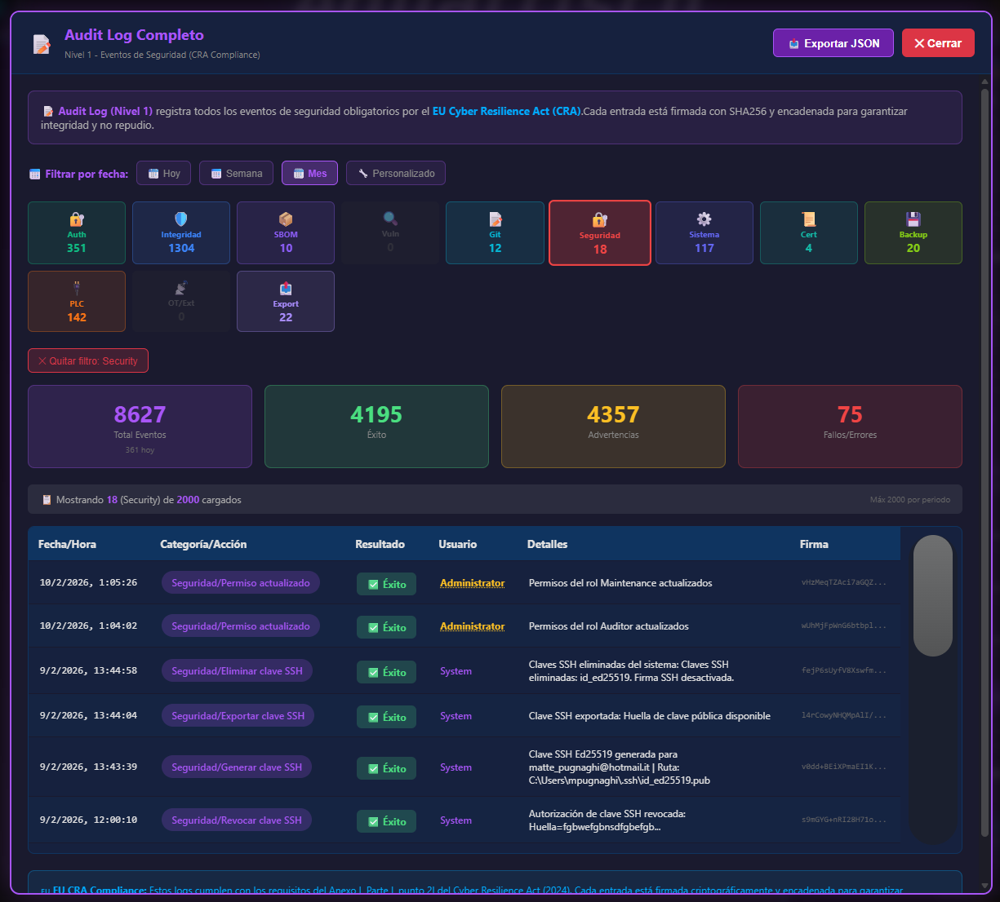 Audit Log Completo
Nivel 1 - Eventos de Seguridad (CRA Compliance)
Exportar JSON
Cerrar
Audit Log (Nivel 1) registra todos los eventos de seguridad obligatorios por el EU Cyber Resilience Act (CRA).Cada entrada está firmada con SHA256 y encadenada para garantizar
integridad y no repudio.
Filtrar por fecha:
Hoy
Semana
Mes
Personalizado
Auth
351
Integridad
1304
SBOM
10
Vuln
0
Git
12
Seguridad
18
Sistema
117
Cert
4
Backup
20
PLC
142
OT/Ext
0
Export
22
Quitar filtro: Security
8627
Total Eventos
361 hoy
4195
Éxito
4357
Advertencias
75
Fallos/Errores
Mostrando 18 (Security) de 2000 cargados
Máx 2000 por periodo
Fecha/Hora Categoría/Acción Resultado Usuario Detalles Firma
10/2/2026, 1:05:26 Seguridad/Permiso actualizado Éxito Administrator Permisos del rol Maintenance actualizados vHzMeqTZAci7aGQZ...
10/2/2026, 1:04:02 Seguridad/Permiso actualizado Éxito Administrator Permisos del rol Auditor actualizados wUhMjFpWnG6btbpl...
9/2/2026, 13:44:58 Seguridad/Eliminar clave SSH Éxito System Claves SSH eliminadas del sistema: Claves SSH
eliminadas: id_ed25519. Firma SSH desactivada. fejP6sUyfV8Xswfm...
9/2/2026, 13:44:04 Seguridad/Exportar clave SSH Éxito System Clave SSH exportada: Huella de clave pública disponible l4rCowyNHQMpAlI/...
9/2/2026, 13:43:39 Seguridad/Generar clave SSH Éxito System Clave SSH Ed25519 generada para
matte_pugnaghi@hotmail.it | Ruta:
C:\Users\mpugnaghi\.ssh\id_ed25519.pub v0dd+BEiXPmaEI1K...
9/2/2026, 12:00:10 Seguridad/Revocar clave SSH Éxito System Autorización de clave SSH revocada:
Huella=fgbwefgbnsdfgbefgb... s9mGYG+nRI28H71o...
EU EU CRA Compliance: Estos logs cumplen con los requisitos del Anexo I, Parte I, punto 2l del Cyber Resilience Act (2024). Cada entrada está firmada criptográficamente y encadenada para garantizar